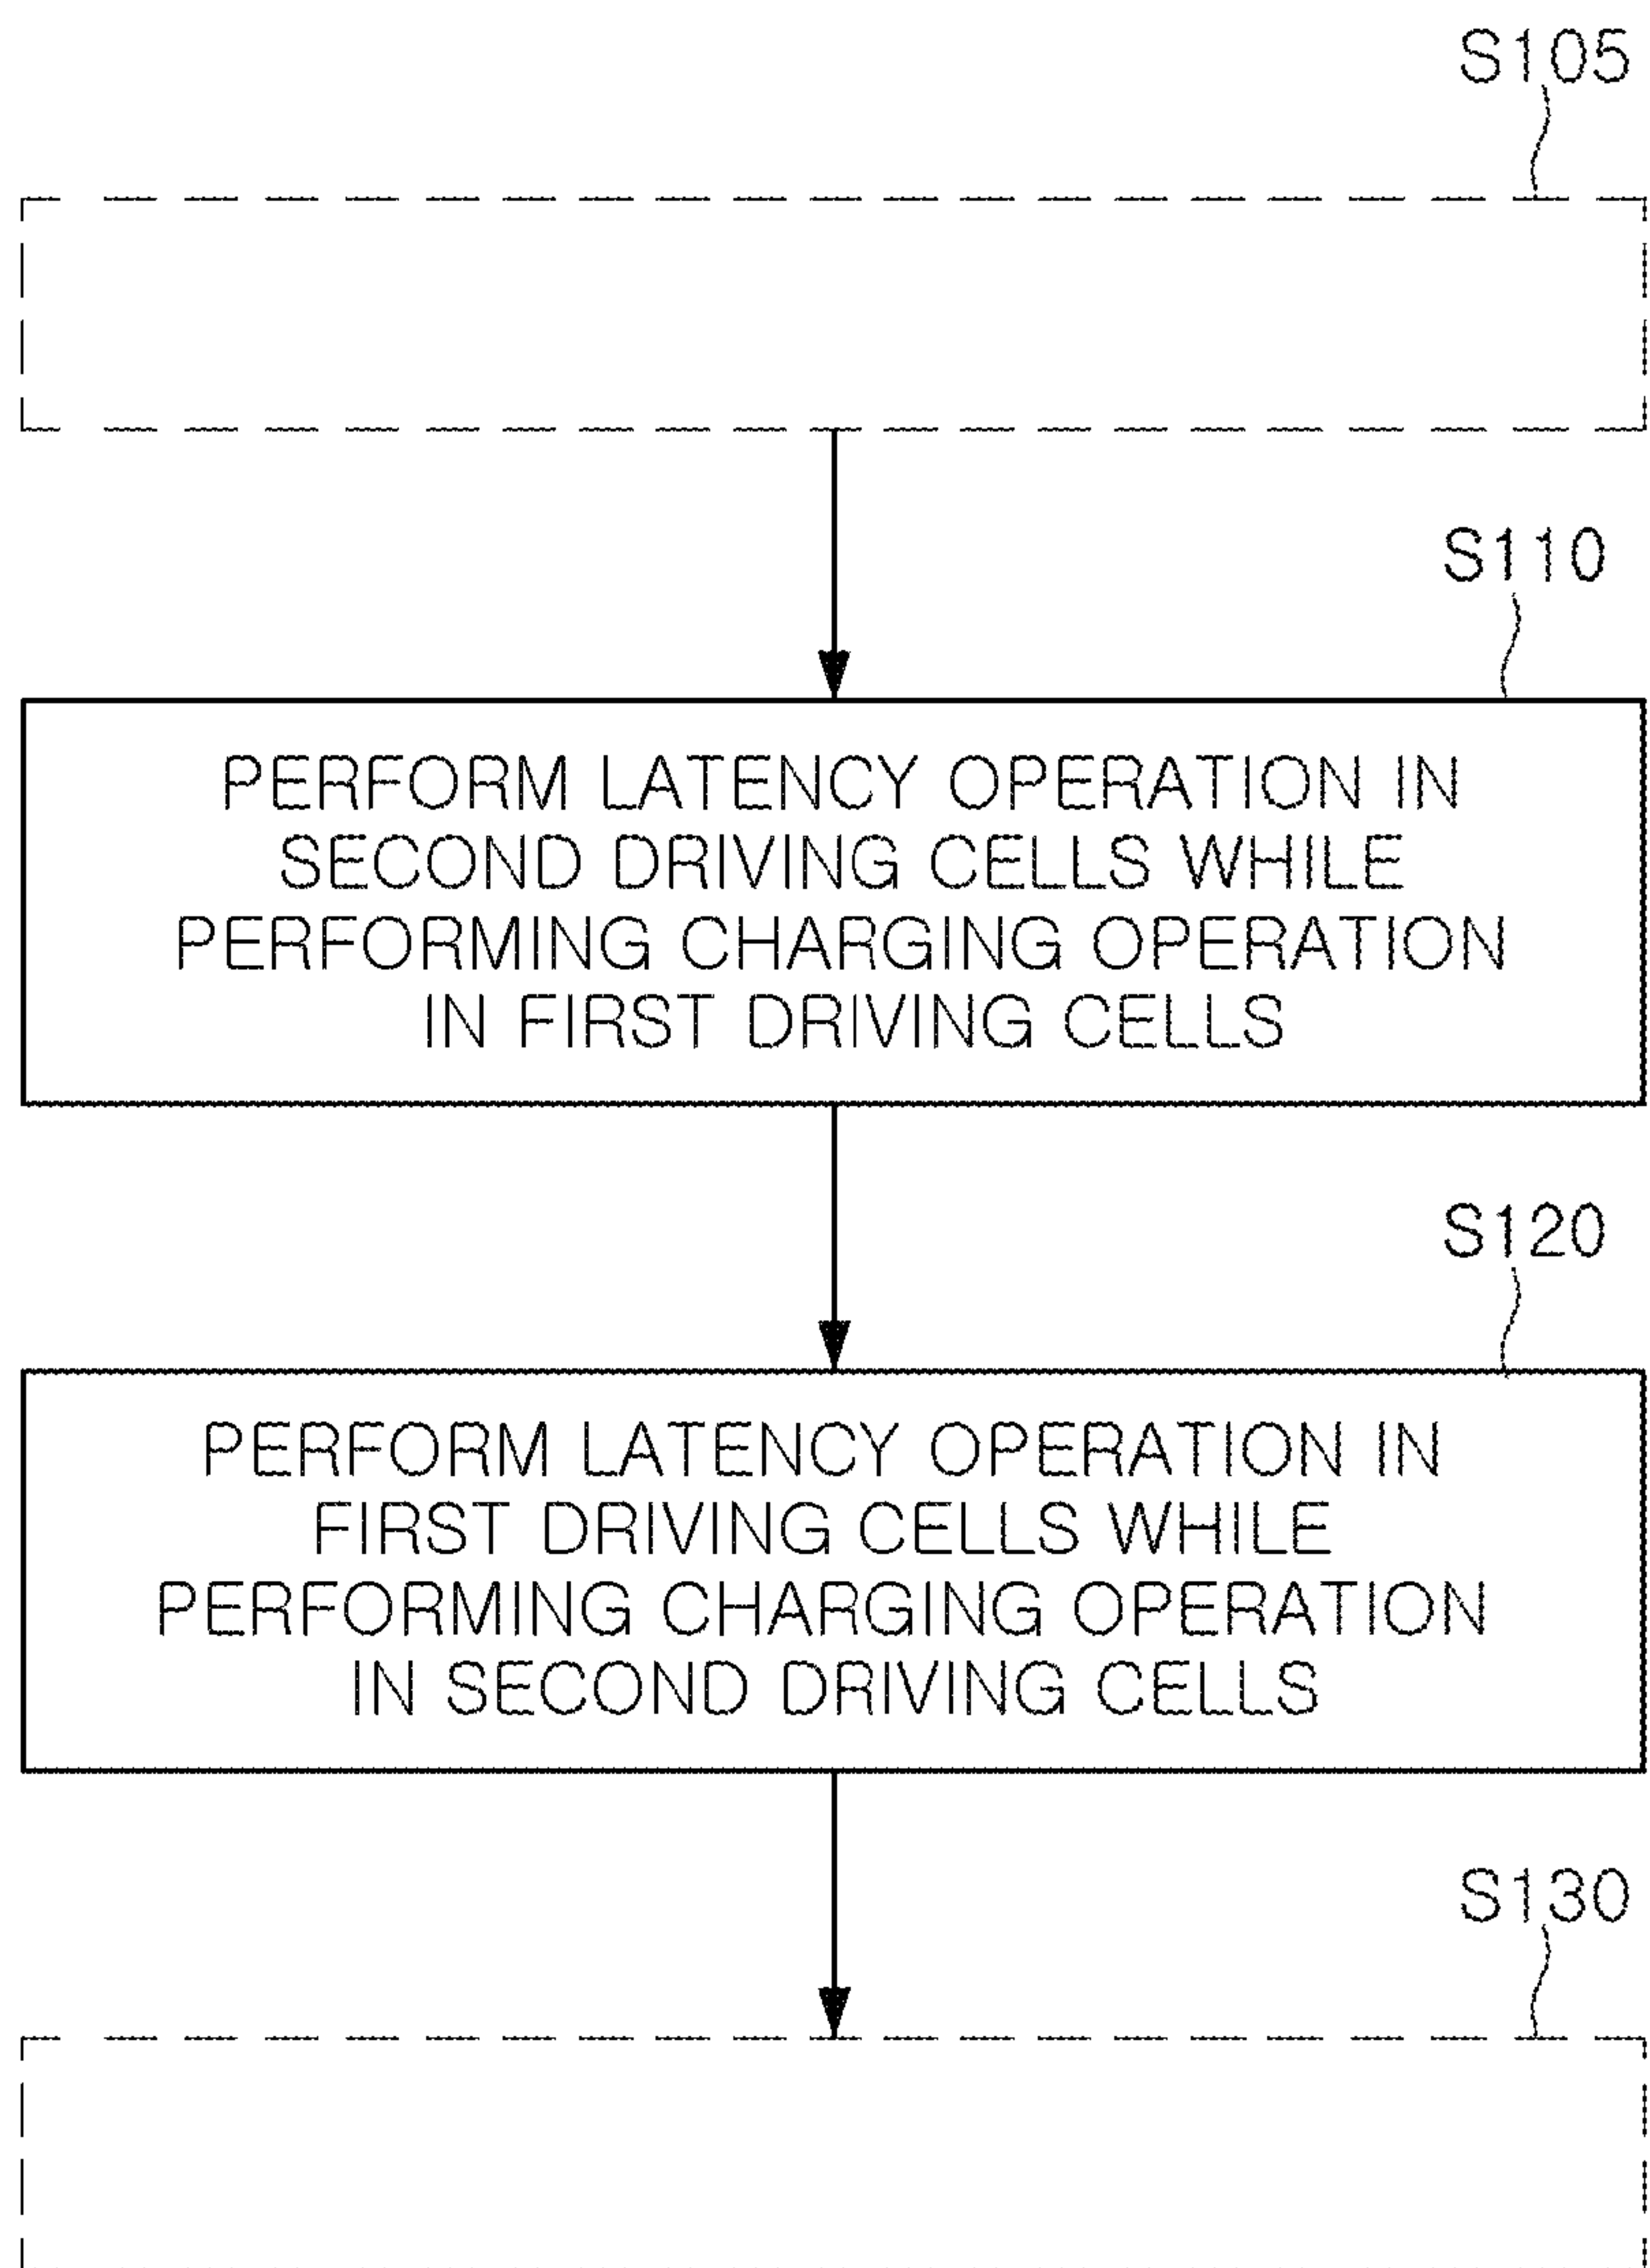 S105
S110
PERFORM LATENCY OPERATION IN
SECOND DRIVING CELLS WHILE
PERFORMING CHARGING OPERATION
IN FIRST DRIVING CELLS
S120
PERFORM LATENCY OPERATION IN
FIRST DRIVING CELLS WHILE
PERFORMING CHARGING OPERATION
IN SECOND DRIVING CELLS
S130